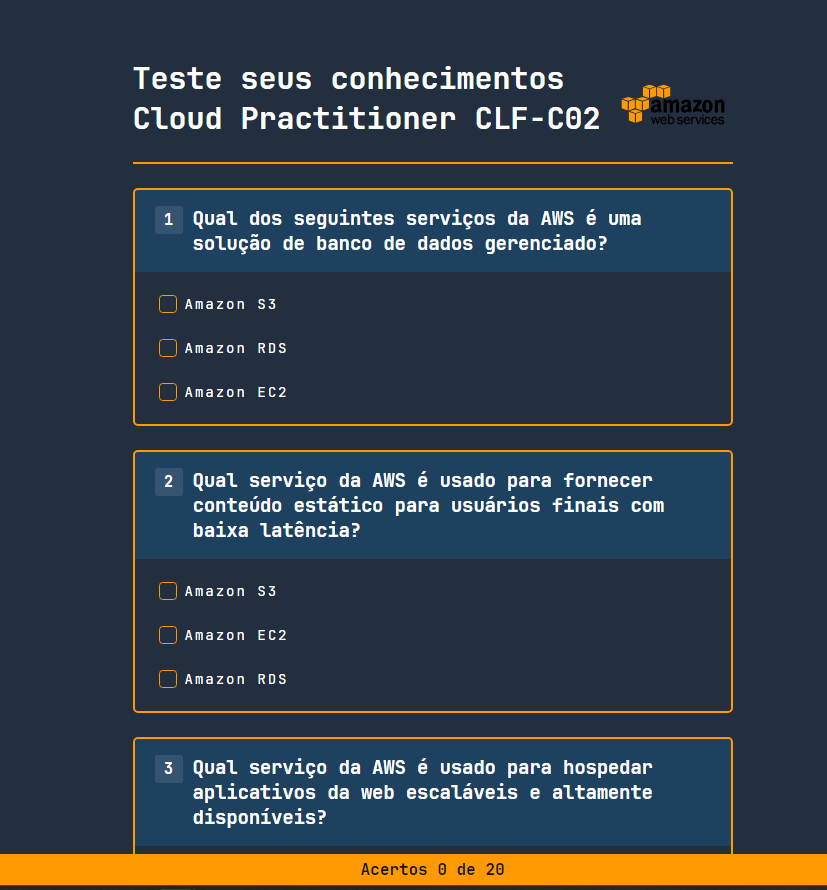 Teste seus conhecimentos
Cloud Practitioner CLF-C02
amazon
web services
1
Qual dos seguintes serviços da AWS é uma
solução de banco de dados gerenciado?
Amazon S3
Amazon RDS
Amazon EC2
2
Qual serviço da AWS é usado para fornecer
conteúdo estático para usuários finais com
baixa latência?
Amazon S3
Amazon EC2
Amazon RDS
3
Qual serviço da AWS é usado para hospedar
aplicativos da web escaláveis e altamente
disponíveis?
Acertos 0 de 20